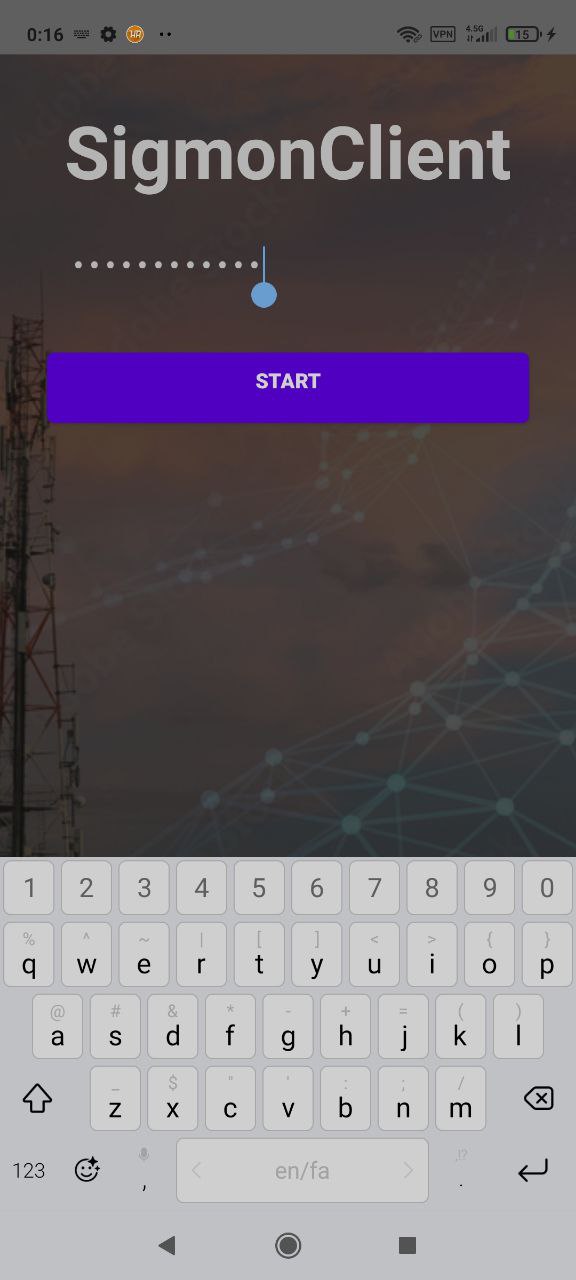 0:16 VPN 4.5G 15
SigmonClient
••••••••••••
START
1 2 3 4 5 6 7 8 9 0
% ^ ~ | [ ] < > { }
q w e r t y u i o p
@ # & * - + = ( )
a s d f g h j k l
_ $ " ' : ; /
z x c v b n m
,!?
123 , en/fa .